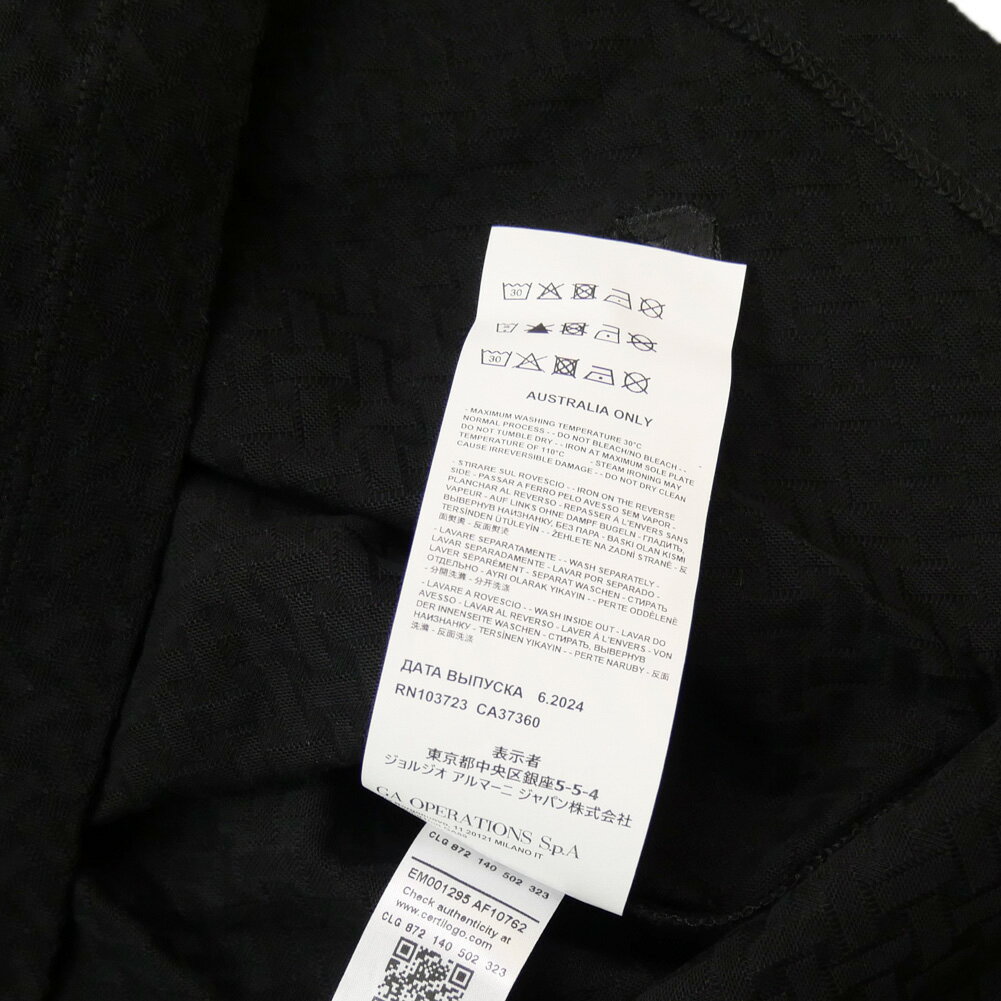 30
30
AUSTRALIA ONLY
- MAXIMUM WASHING TEMPERATURE 30°C
NORMAL PROCESS - - DO NOT BLEACH/NO BLEACH - -
DO NOT TUMBLE DRY - - IRON AT MAXIMUM SOLE PLATE
TEMPERATURE OF 110°C - STEAM IRONING MAY
CAUSE IRREVERSIBLE DAMAGE - - DO NOT DRY CLEAN
- STIRARE SUL ROVESCIO - - IRON ON THE REVERSE
SIDE - PASSAR A FERRO PELO AVESSO SEM VAPOR -
PLANCHAR AL REVERSO - REPASSER À L'ENVERS SANS
VAPEUR - AUF LINKS OHNE DAMPF BUGELN - ГЛАДИТЬ,
ВЫВЕРНУВ НАИЗНАНКУ, БЕЗ ПАРА - BASKI OLAN KISMI
TERSİNDEN ÜTÜLEYİN - - ŽEHLETE NA ZADNÍ STRANĚ - 反
面熨燙 - 反面熨烫
- LAVARE SEPARATAMENTE - - WASH SEPARATELY -
LAVAR SEPARADAMENTE - LAVAR POR SEPARADO -
LAVER SEPARÉMENT - SEPARAT WASCHEN - СТИРАТЬ
ОТДЕЛЬНО - AYRI OLARAK YIKAYIN - - PERTE ODDĚLENĚ
- 分開洗滌 - 分开洗涤
- LAVARE A ROVESCIO - - WASH INSIDE OUT - LAVAR DO
AVESSO - LAVAR AL REVERSO - LAVER À L'ENVERS - VON
DER INNENSEITE WASCHEN - СТИРАТЬ, ВЫВЕРНУВ
НАИЗНАНКУ - TERSİNEN YIKAYIN - - PERTE NARUBY - 反面
洗滌 - 反面洗涤
ДАТА ВЫПУСКА 6.2024
RN103723 CA37360
表示者
東京都中央区銀座5-5-4
ジョルジオ アルマーニ ジャパン株式会社
GA OPERATIONS S.p.A
11 20121 MILANO IT
CLG 872 140 502 323
EM001295 AF10762
Check authenticity at
www.certilogo.com
CLG 872 140 502 323